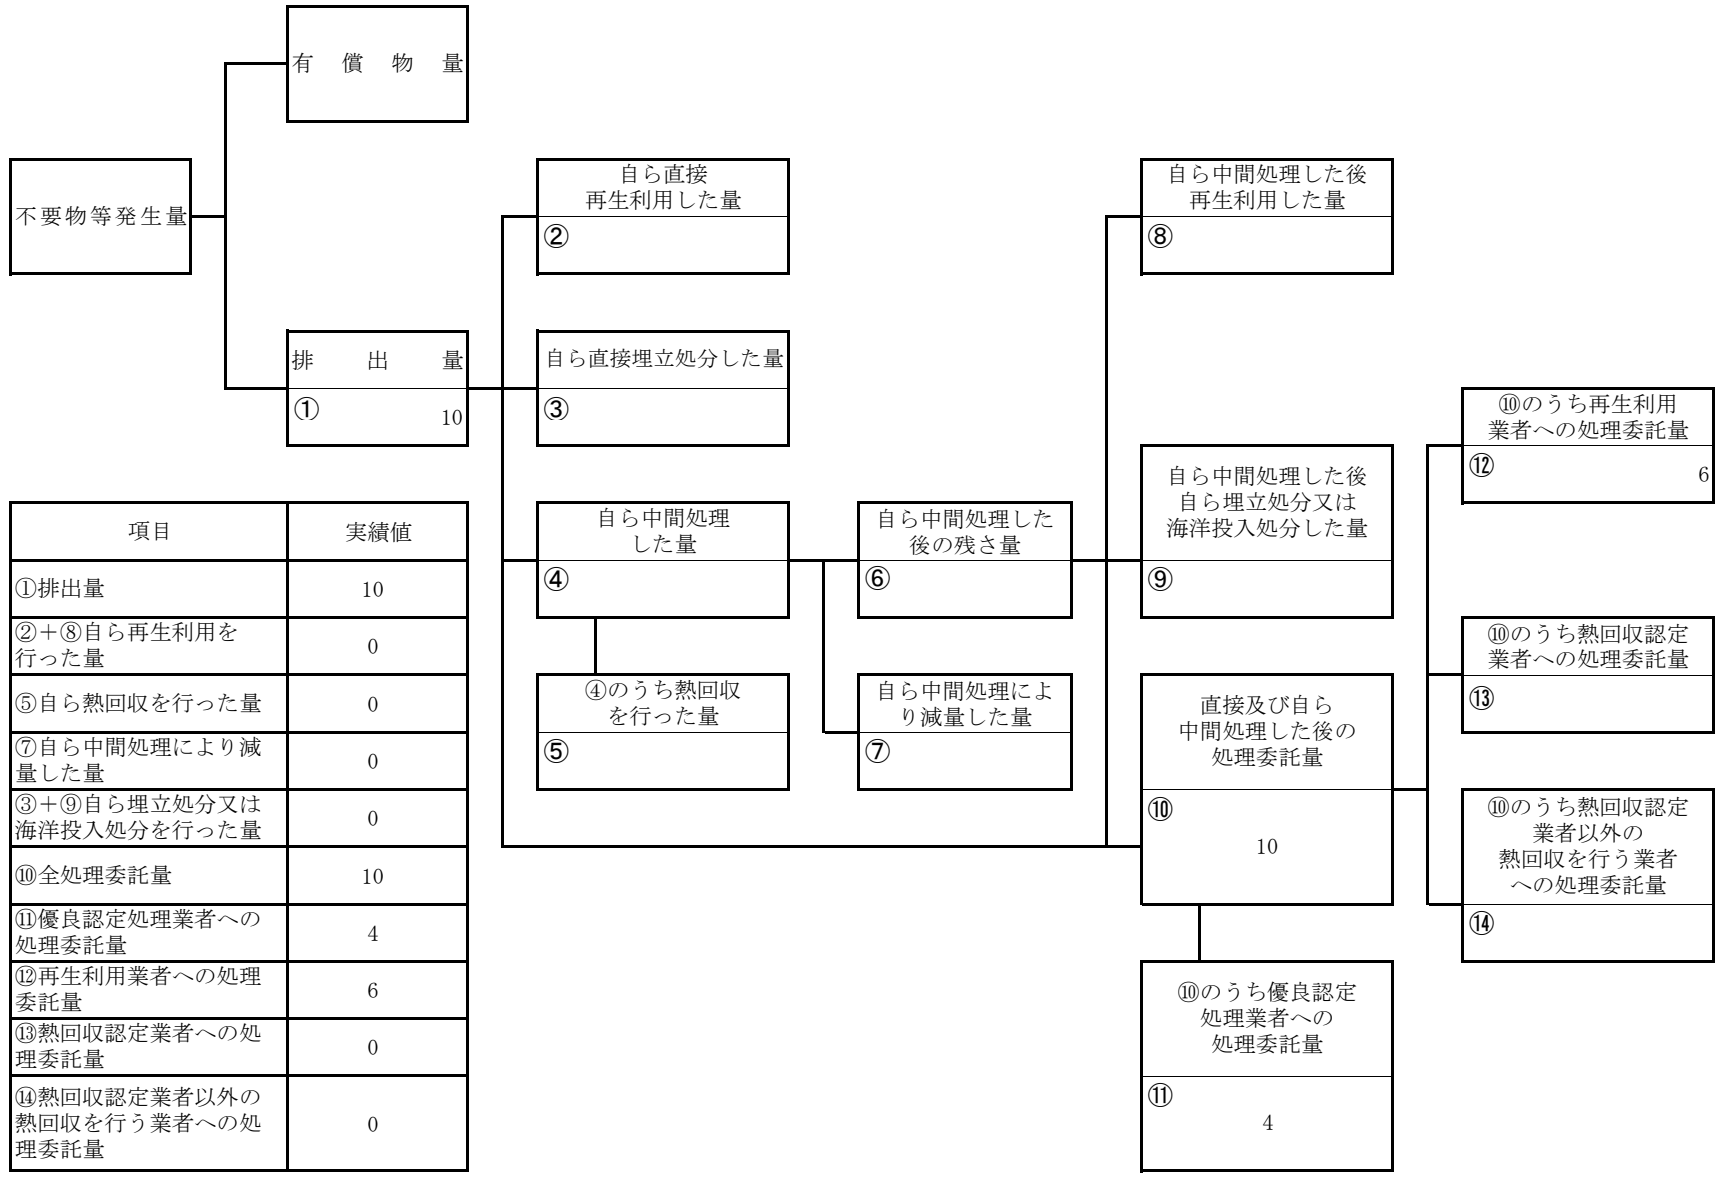 有償物量
不要物等発生量
排出量
① 10
自ら直接
再生利用した量
②
自ら直接埋立処分した量
③
自ら中間処理
した量
④
④のうち熱回収
を行った量
⑤
自ら中間処理した
後の残さ量
⑥
自ら中間処理によ
り減量した量
⑦
自ら中間処理した後
再生利用した量
⑧
自ら中間処理した後
自ら埋立処分又は
海洋投入処分した量
⑨
直接及び自ら
中間処理した後の
処理委託量
⑩
10
⑩のうち優良認定
処理業者への
処理委託量
⑪
4
⑩のうち再生利用
業者への処理委託量
⑫ 6
⑩のうち熱回収認定
業者への処理委託量
⑬
⑩のうち熱回収認定
業者以外の
熱回収を行う業者
への処理委託量
⑭
項目 実績値
①排出量 10
②＋⑧自ら再生利用を
行った量 0
⑤自ら熱回収を行った量 0
⑦自ら中間処理により減
量した量 0
③＋⑨自ら埋立処分又は
海洋投入処分を行った量 0
⑩全処理委託量 10
⑪優良認定処理業者への
処理委託量 4
⑫再生利用業者への処理
委託量 6
⑬熱回収認定業者への処
理委託量 0
⑭熱回収認定業者以外の
熱回収を行う業者への処
理委託量 0